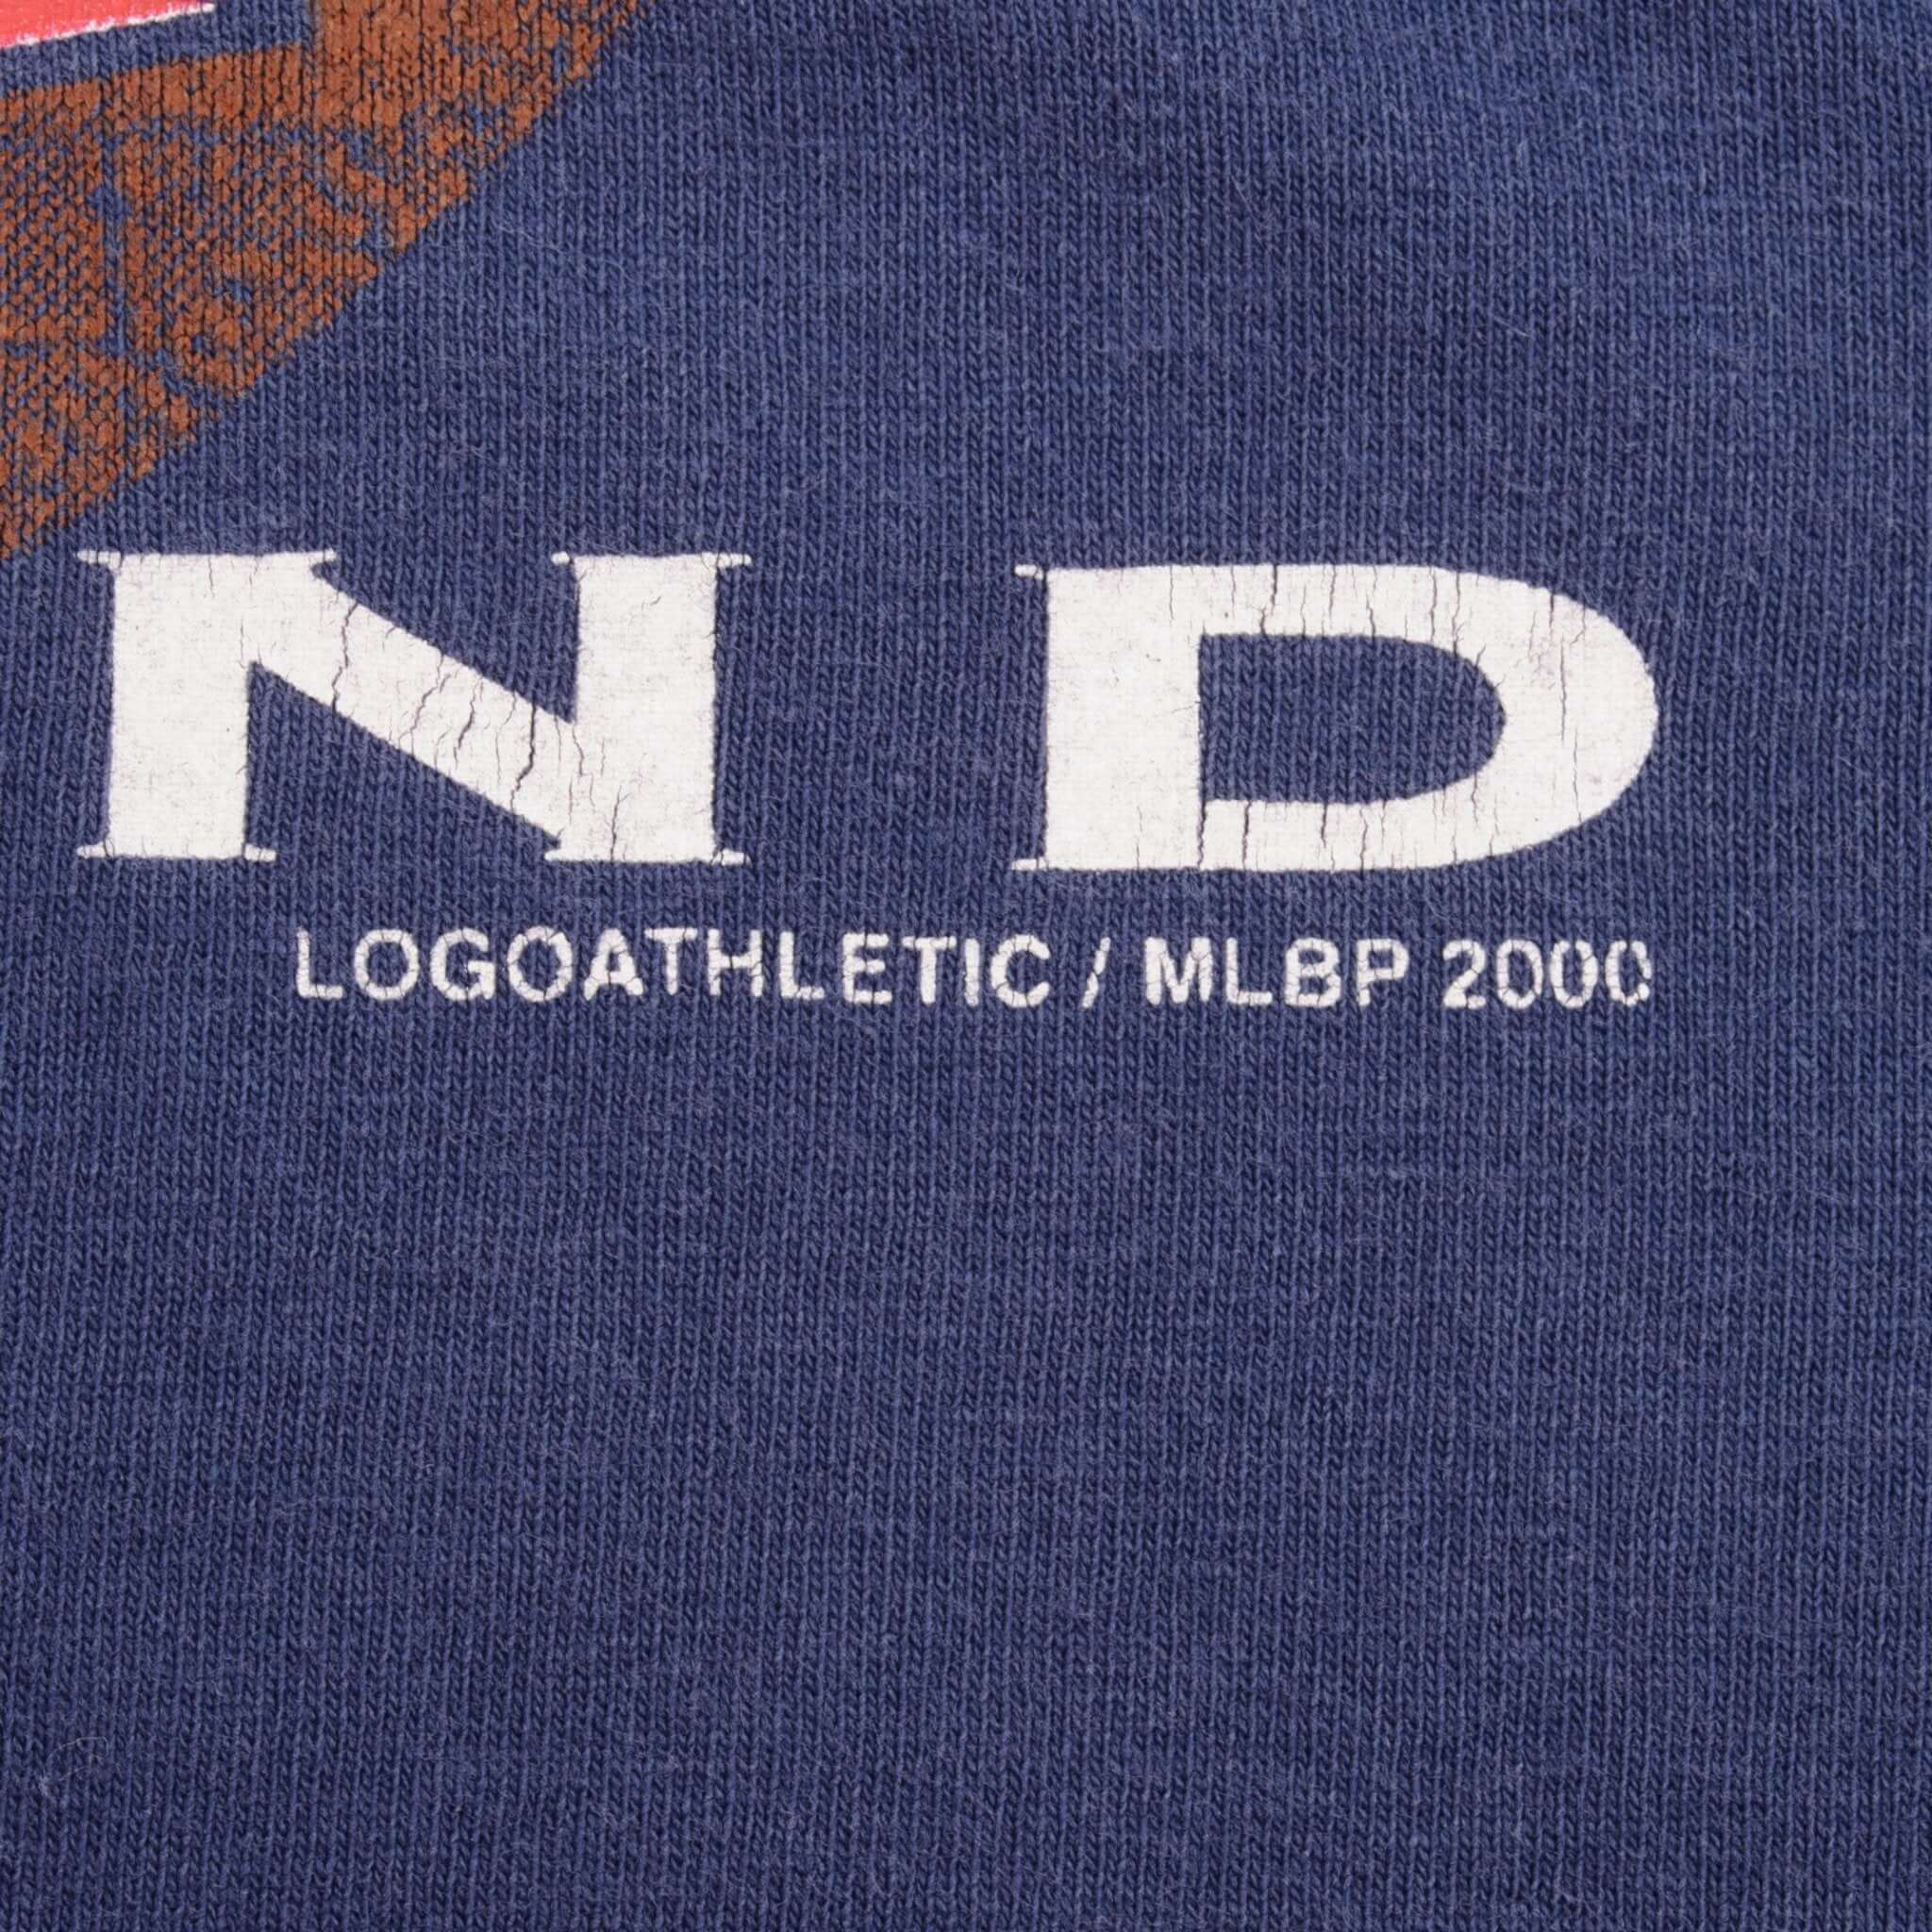 N D
LOGOATHLETIC / MLBP 2000